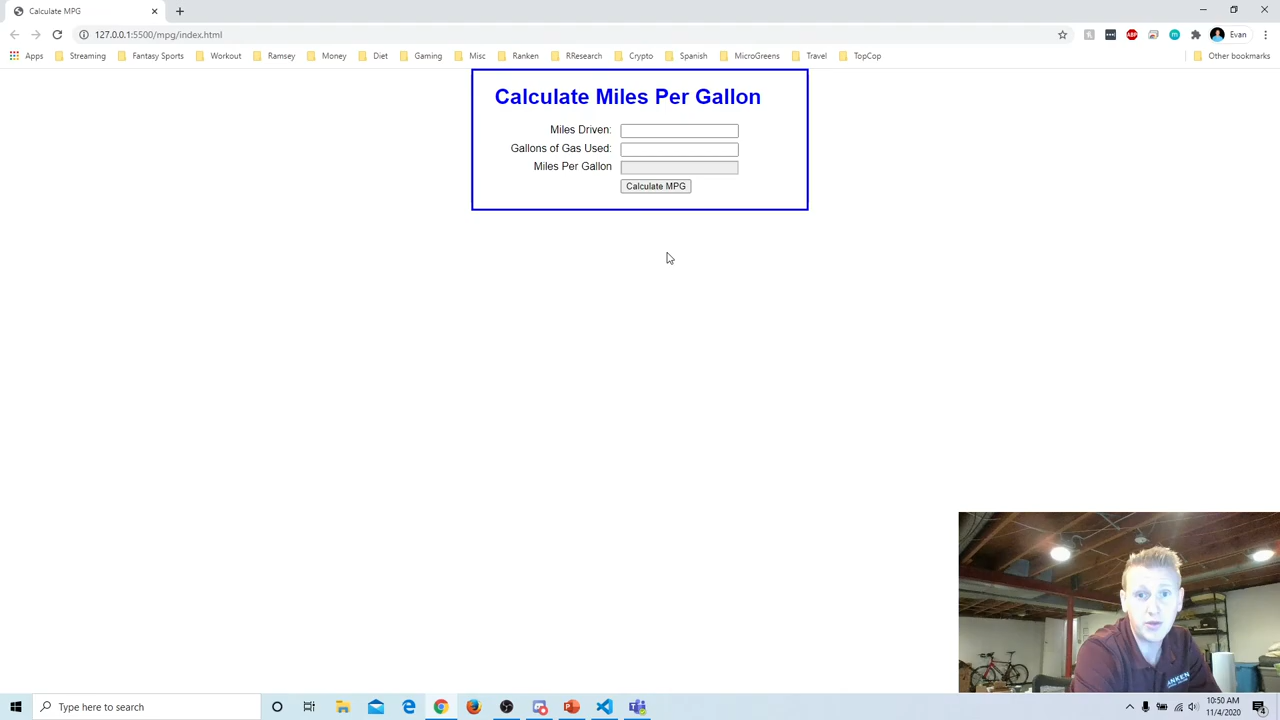 Calculate MPG
127.0.0.1:5500/mpg/index.html
ABP
Evan
Apps
Streaming
Fantasy Sports
Workout
Ramsey
Money
Diet
Gaming
Misc
Ranken
RResearch
Crypto
Spanish
MicroGreens
Travel
TopCop
Other bookmarks
Calculate Miles Per Gallon
Miles Driven:
Gallons of Gas Used:
Miles Per Gallon
Calculate MPG
Type here to search
10:50 AM
11/4/2020
4